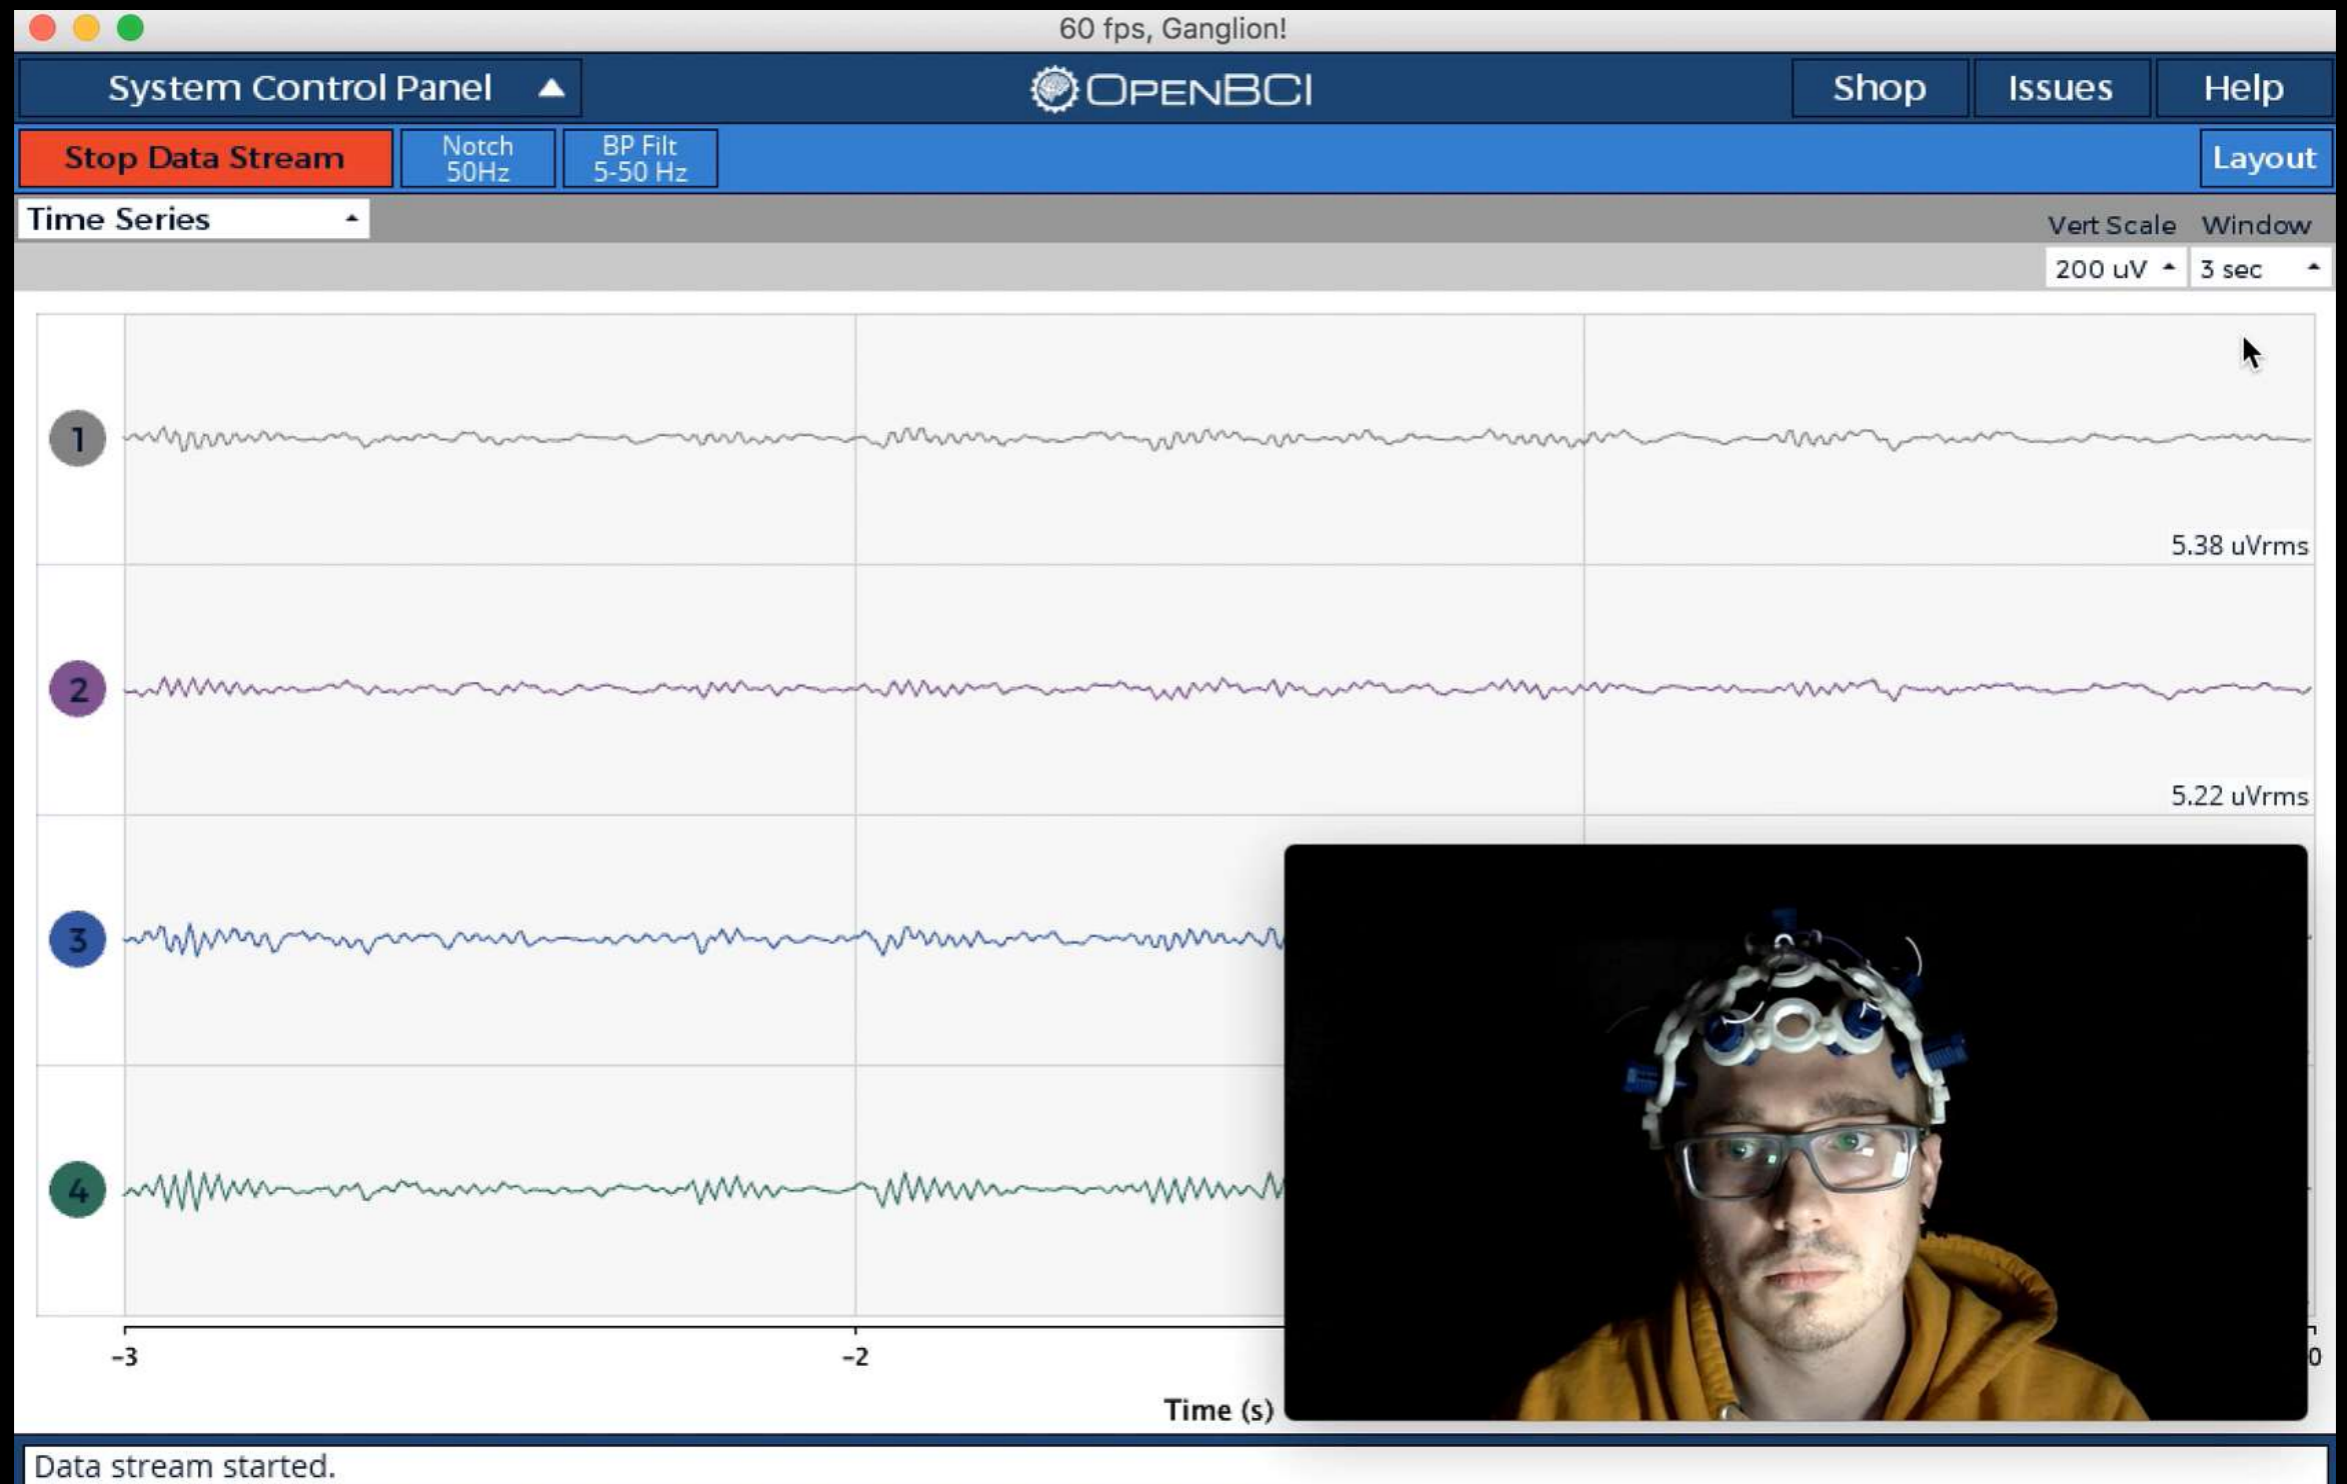 60 fps, Ganglion!
System Control Panel
OPENBCI
Shop
Issues
Help
Stop Data Stream
Notch
50Hz
BP Filt
5-50 Hz
Layout
Time Series
Vert Scale
Window
200 uV
3 sec
1
5.38 uVrms
2
5.22 uVrms
3
4
-3
-2
0
Time (s)
Data stream started.